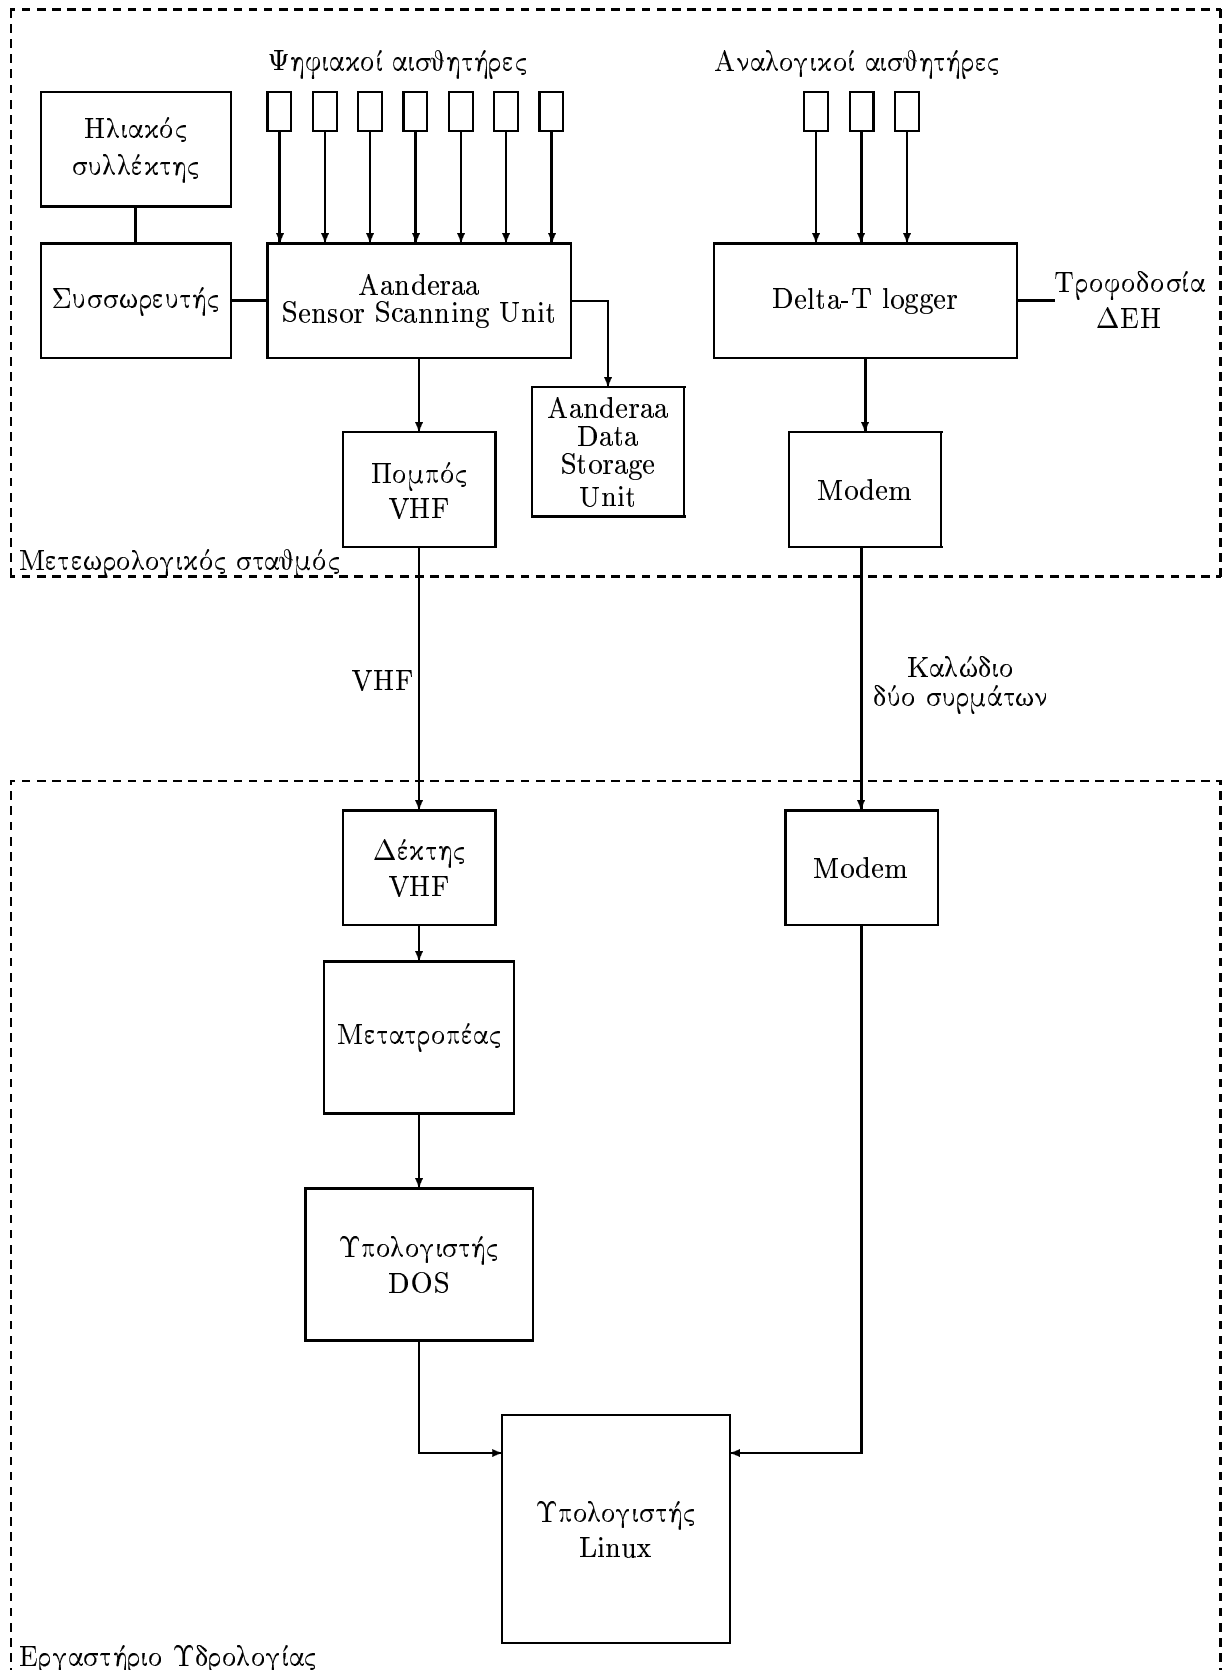 Ψηφιακοί αισθητήρες
Αναλογικοί αισθητήρες
Ηλιακός
συλλέκτης
Συσσωρευτής
Aanderaa
Sensor Scanning Unit
Delta-T logger
Τροφοδοσία
ΔΕΗ
Aanderaa
Data
Storage
Unit
Πομπός
VHF
Modem
Μετεωρολογικός σταθμός
VHF
Καλώδιο
δύο συρμάτων
Δέκτης
VHF
Modem
Μετατροπέας
Υπολογιστής
DOS
Υπολογιστής
Linux
Εργαστήριο Υδρολογίας